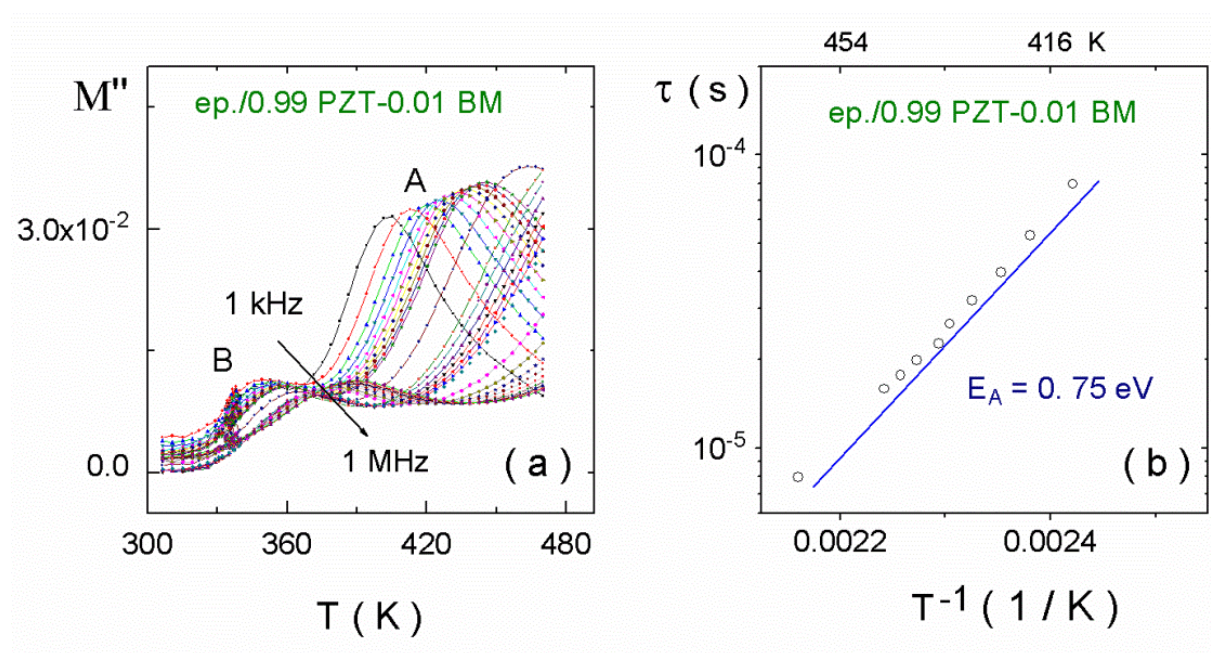 M"
ep./0.99 PZT-0.01 BM
A
3.0x10⁻²
1 kHz
B
1 MHz
0.0
( a )
300 360 420 480
T ( K )
454 416 K
τ ( s )
ep./0.99 PZT-0.01 BM
10⁻⁴
E_A = 0. 75 eV
10⁻⁵
( b )
0.0022 0.0024
T⁻¹ ( 1 / K )